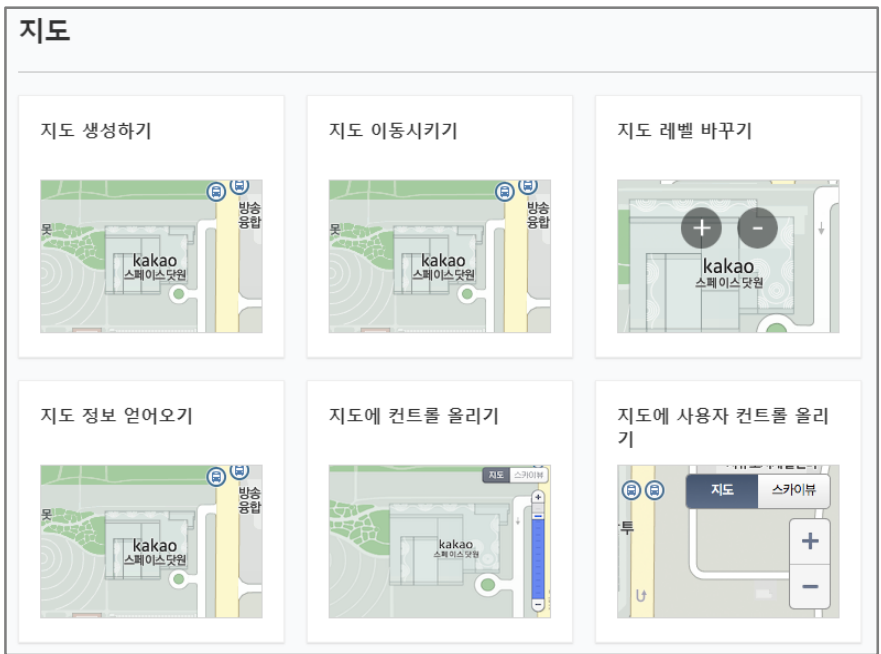 지도
지도 생성하기
지도 이동시키기
지도 레벨 바꾸기
방송
융합
못
kakao
스페이스닷원
방송
융합
못
kakao
스페이스닷원
+
-
kakao
스페이스닷원
지도 정보 얻어오기
지도에 컨트롤 올리기
지도에 사용자 컨트롤 올리
기
방송
융합
못
kakao
스페이스닷원
지도 스카이뷰
+
kakao
스페이스닷원
-
지도 스카이뷰
투
+
-